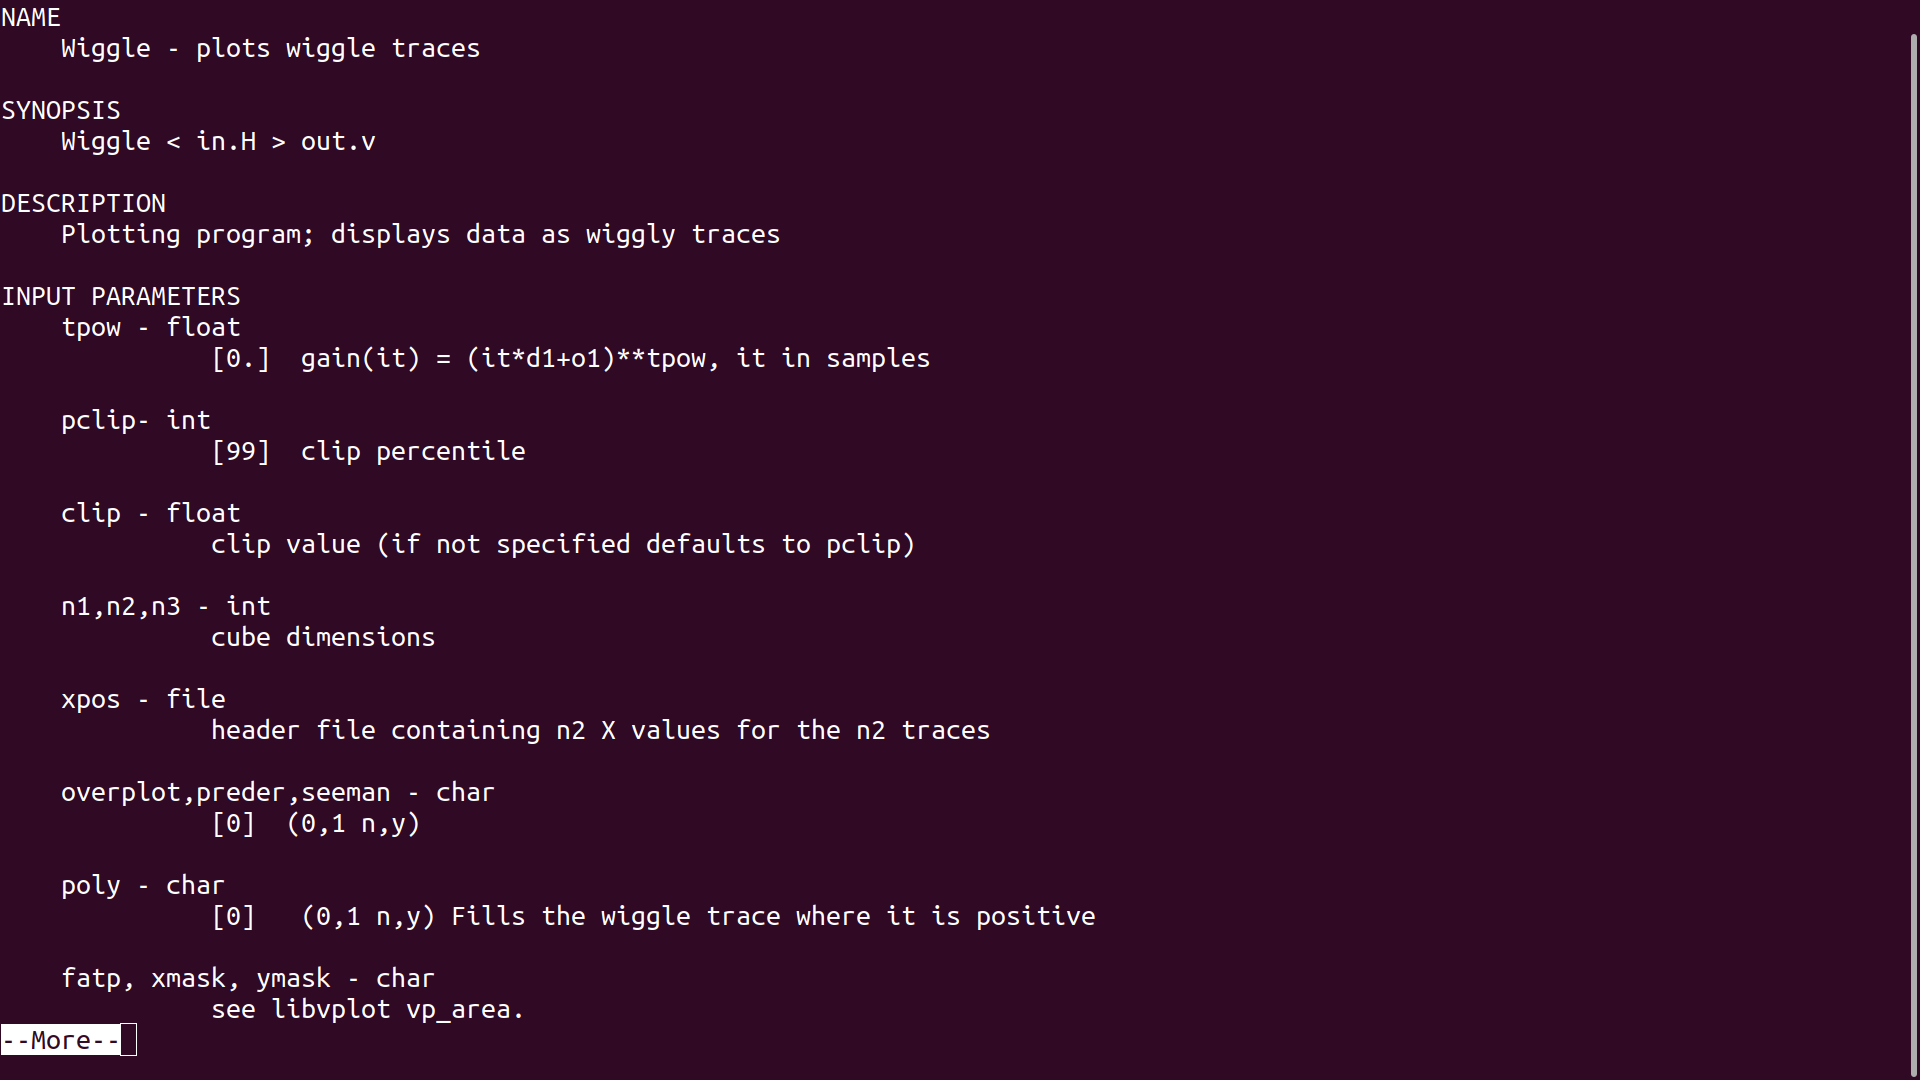 NAME
Wiggle - plots wiggle traces
SYNOPSIS
Wiggle < in.H > out.v
DESCRIPTION
Plotting program; displays data as wiggly traces
INPUT PARAMETERS
tpow - float
[0.]  gain(it) = (it*d1+o1)**tpow, it in samples
pclip- int
[99]  clip percentile
clip - float
clip value (if not specified defaults to pclip)
n1,n2,n3 - int
cube dimensions
xpos - file
header file containing n2 X values for the n2 traces
overplot,preder,seeman - char
[0]  (0,1 n,y)
poly - char
[0]   (0,1 n,y) Fills the wiggle trace where it is positive
fatp, xmask, ymask - char
see libvplot vp_area.
--More--